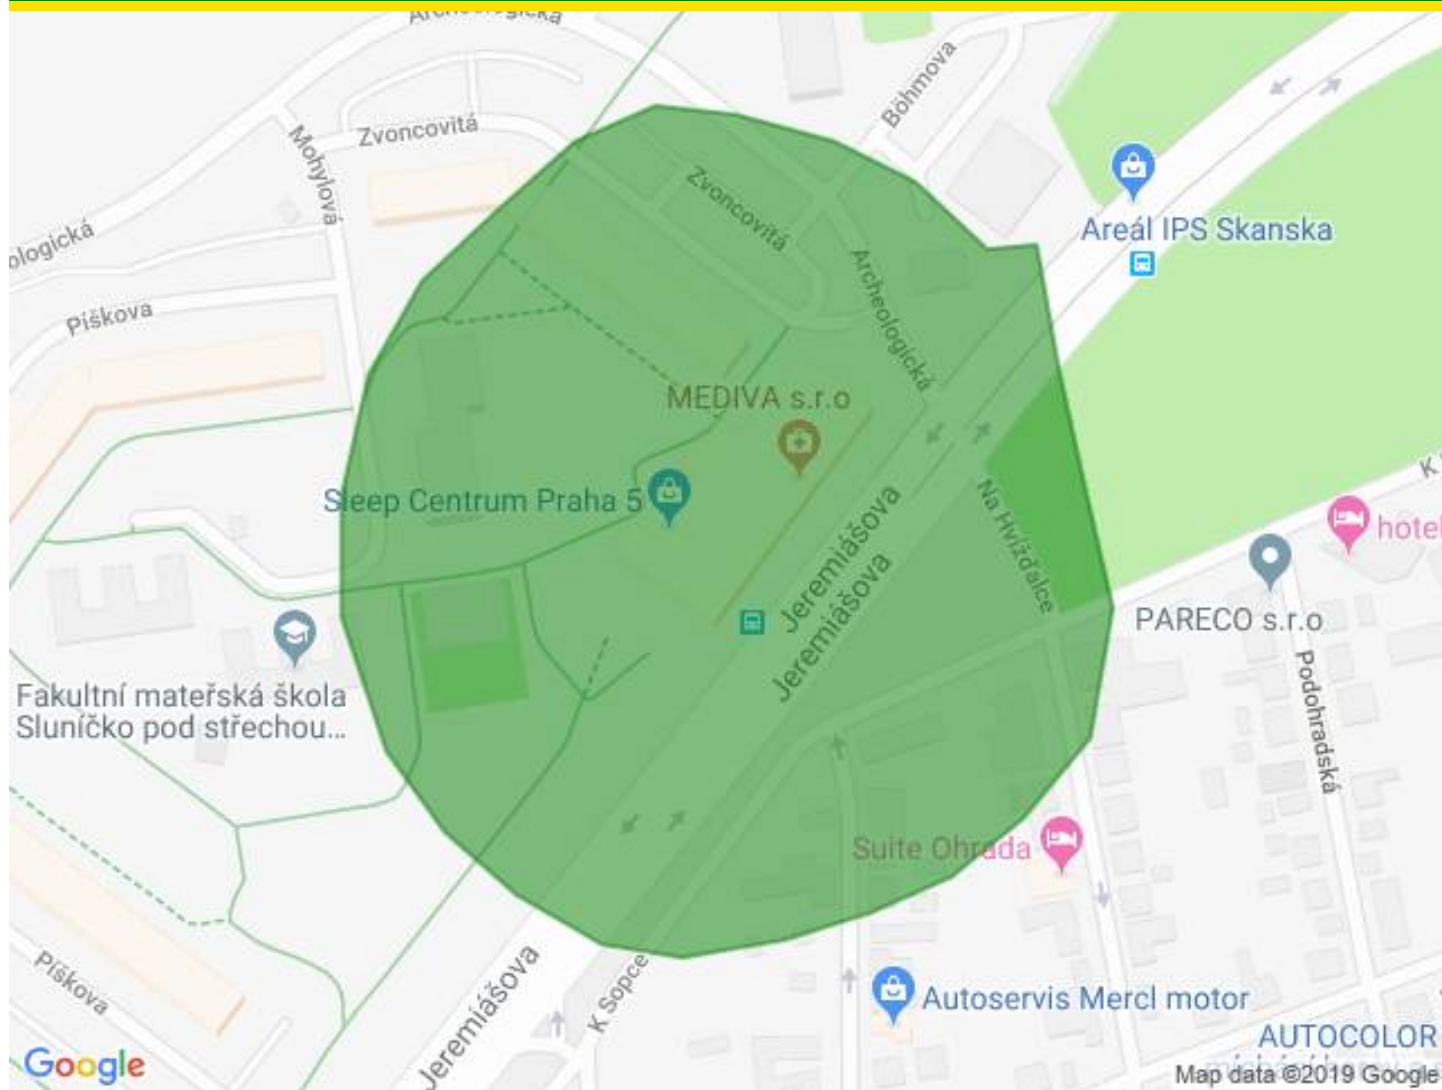 Archeologická
Böhmova
Zvoncovitá
Mohylová
Zvoncovitá
Areál IPS Skanska
ologická
Archeologická
Píškova
MEDIVA s.r.o
K
Sleep Centrum Praha 5
Jeremiášova
Na Hvížďalce
hotel
Jeremiášova
PARECO s.r.o
Podohradská
Fakultní mateřská škola
Sluníčko pod střechou...
Suite Ohrada
Píškova
Jeremiášova
K Sopce
Autoservis Mercl motor
AUTOCOLOR
Google
Map data ©2019 Google